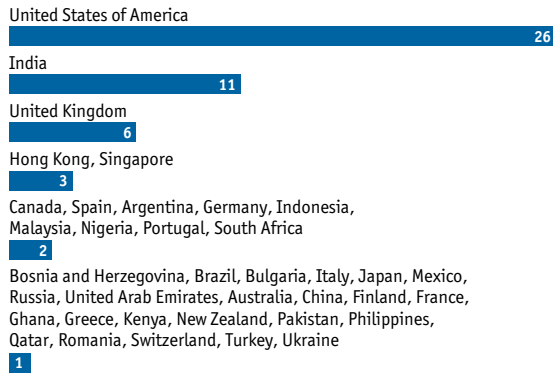 United States of America
26
India
11
United Kingdom
6
Hong Kong, Singapore
3
Canada, Spain, Argentina, Germany, Indonesia,
Malaysia, Nigeria, Portugal, South Africa
2
Bosnia and Herzegovina, Brazil, Bulgaria, Italy, Japan, Mexico,
Russia, United Arab Emirates, Australia, China, Finland, France,
Ghana, Greece, Kenya, New Zealand, Pakistan, Philippines,
Qatar, Romania, Switzerland, Turkey, Ukraine
1